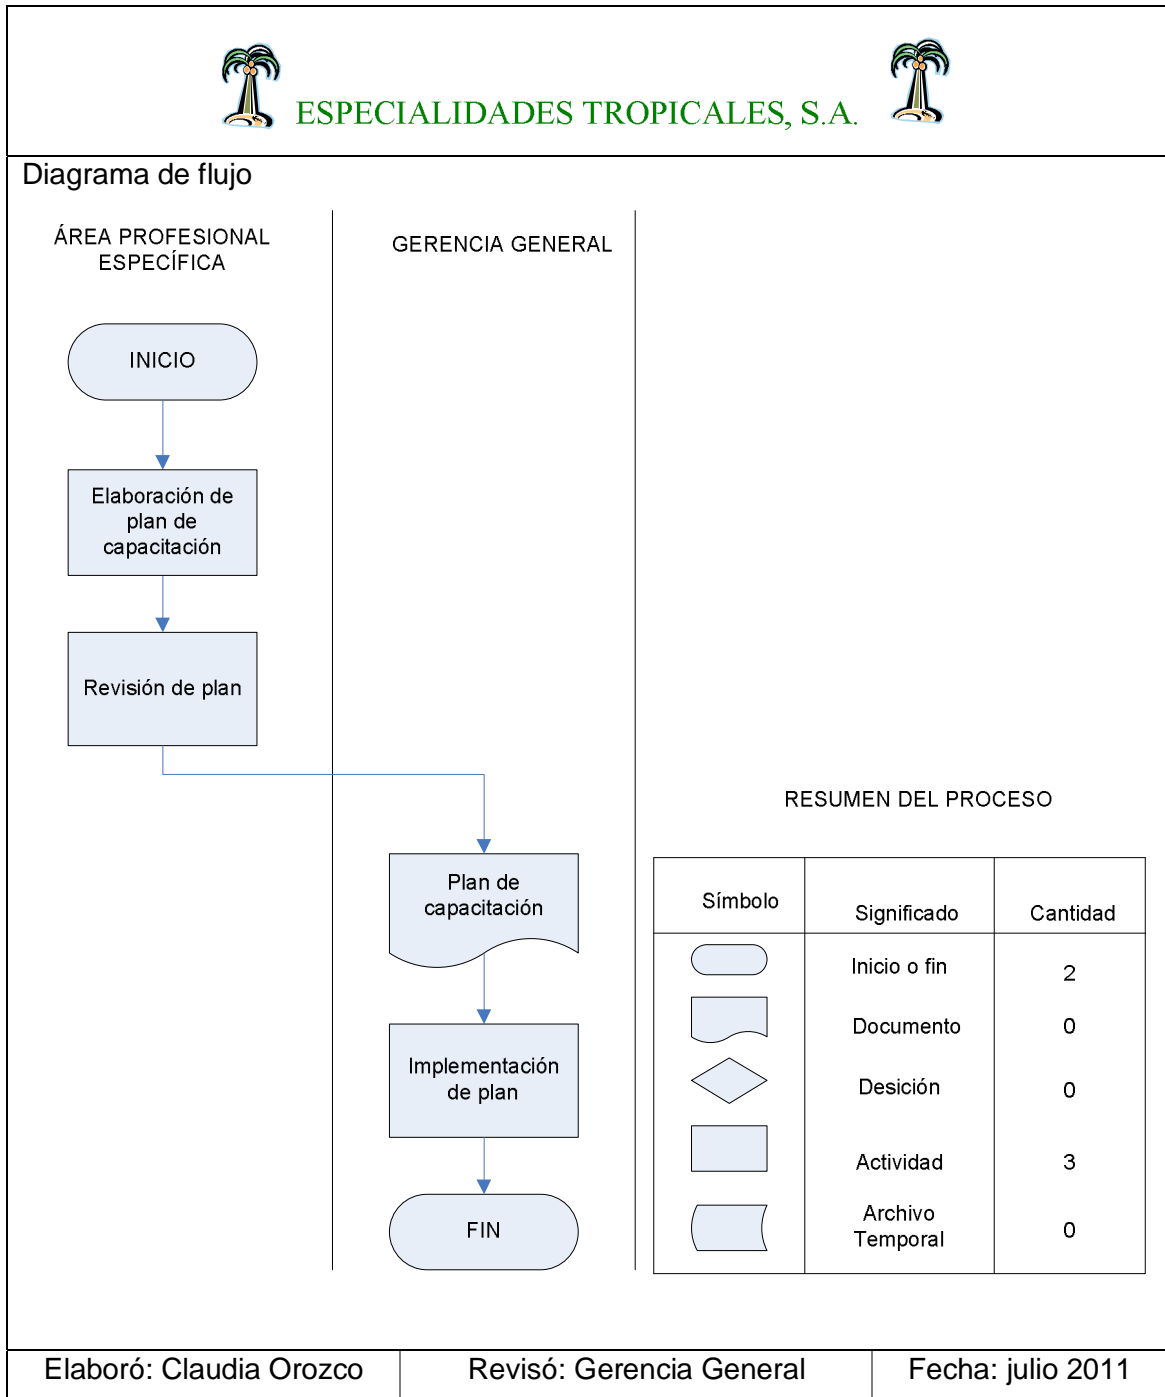 ESPECIALIDADES TROPICALES, S.A.
Diagrama de flujo
ÁREA PROFESIONAL
ESPECÍFICA
GERENCIA GENERAL
INICIO
Elaboración de
plan de
capacitación
Revisión de plan
Plan de
capacitación
Implementación
de plan
FIN
RESUMEN DEL PROCESO
Símbolo Significado Cantidad
Inicio o fin 2
Documento 0
Desición 0
Actividad 3
Archivo
Temporal 0
Elaboró: Claudia Orozco Revisó: Gerencia General Fecha: julio 2011